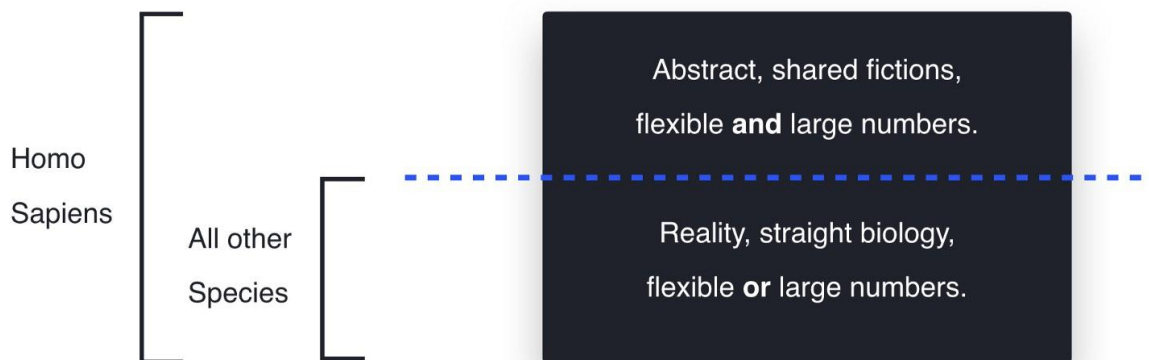 Abstract, shared fictions,
flexible and large numbers.
Homo
Sapiens
All other
Species
Reality, straight biology,
flexible or large numbers.